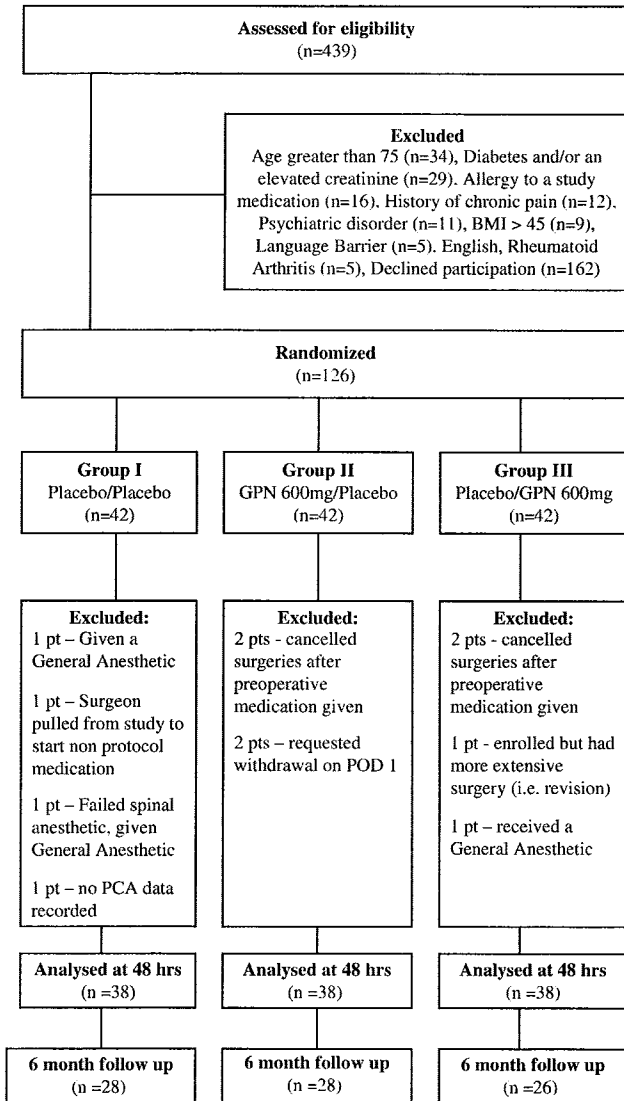 Assessed for eligibility
(n=439)
Excluded
Age greater than 75 (n=34), Diabetes and/or an
elevated creatinine (n=29). Allergy to a study
medication (n=16). History of chronic pain (n=12).
Psychiatric disorder (n=11), BMI > 45 (n=9),
Language Barrier (n=5). English, Rheumatoid
Arthritis (n=5), Declined participation (n=162)
Randomized
(n=126)
Group I
Placebo/Placebo
(n=42)
Group II
GPN 600mg/Placebo
(n=42)
Group III
Placebo/GPN 600mg
(n=42)
Excluded:
1 pt – Given a
General Anesthetic
1 pt – Surgeon
pulled from study to
start non protocol
medication
1 pt – Failed spinal
anesthetic, given
General Anesthetic
1 pt – no PCA data
recorded
Excluded:
2 pts - cancelled
surgeries after
preoperative
medication given
2 pts – requested
withdrawal on POD 1
Excluded:
2 pts – cancelled
surgeries after
preoperative
medication given
1 pt - enrolled but had
more extensive
surgery (i.e. revision)
1 pt – received a
General Anesthetic
Analysed at 48 hrs
(n =38)
Analysed at 48 hrs
(n =38)
Analysed at 48 hrs
(n =38)
6 month follow up
(n =28)
6 month follow up
(n =28)
6 month follow up
(n =26)